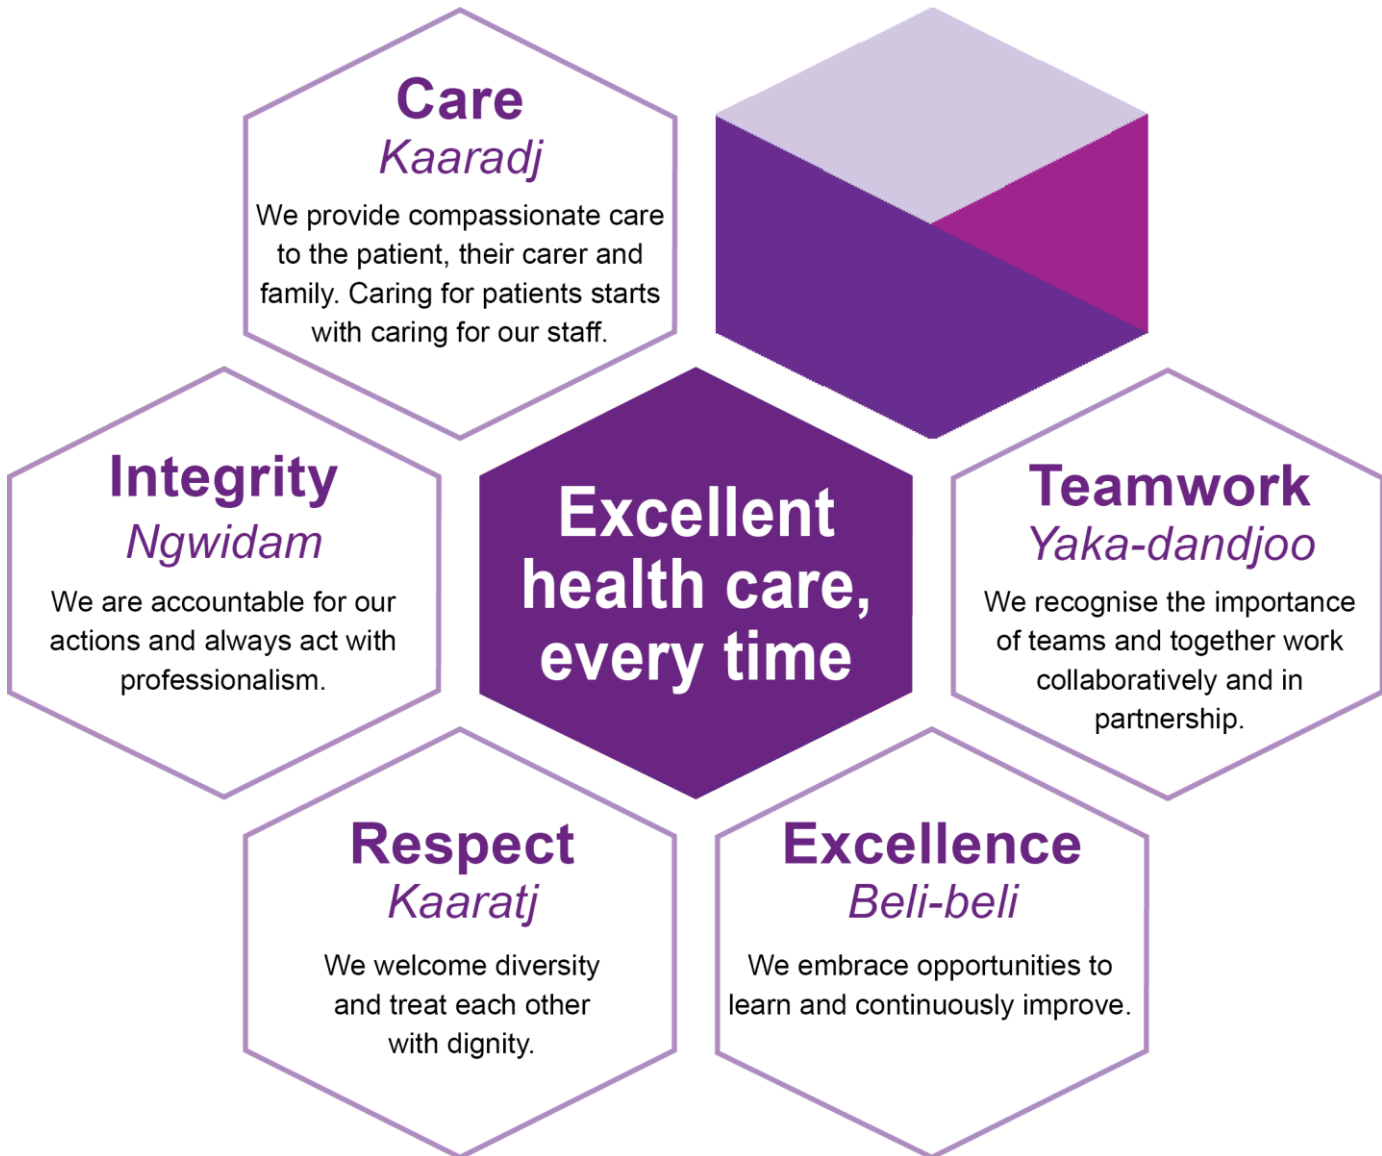 Care
Kaaradj
We provide compassionate care
to the patient, their carer and
family. Caring for patients starts
with caring for our staff.
Integrity
Ngwidam
We are accountable for our
actions and always act with
professionalism.
Excellent
health care,
every time
Teamwork
Yaka-dandjoo
We recognise the importance
of teams and together work
collaboratively and in
partnership.
Respect
Kaaratj
We welcome diversity
and treat each other
with dignity.
Excellence
Beli-beli
We embrace opportunities to
learn and continuously improve.